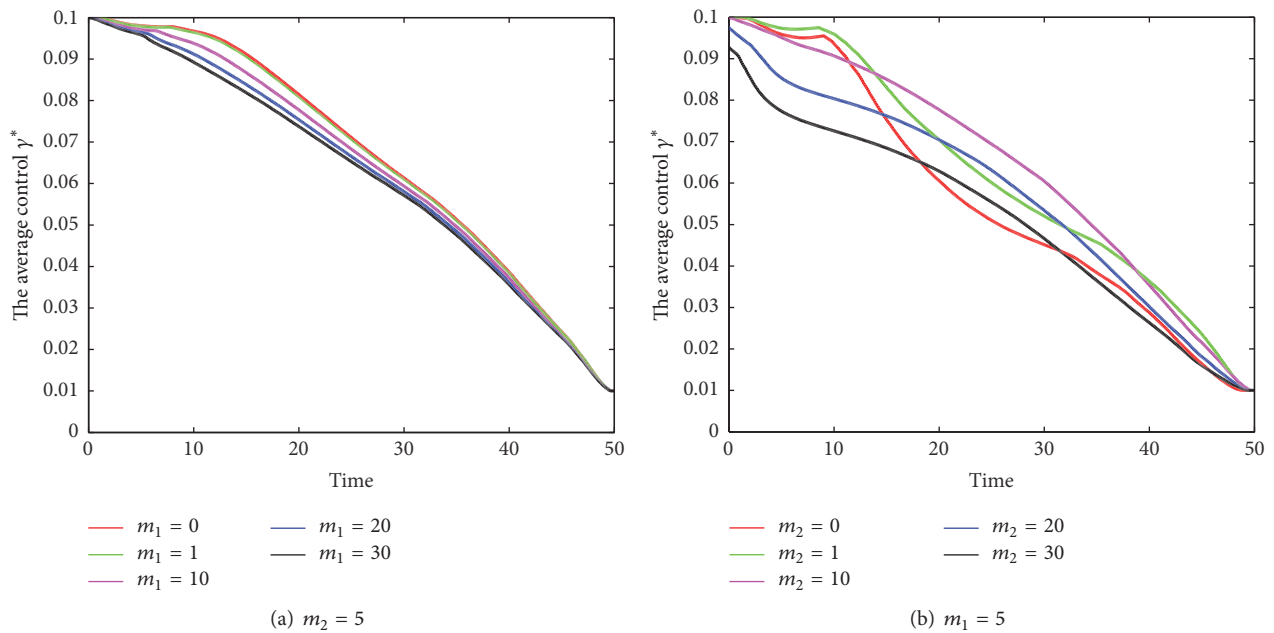 The average control γ*
0.1
0.09
0.08
0.07
0.06
0.05
0.04
0.03
0.02
0.01
0
0 10 20 30 40 50
Time
m₁ = 0
m₁ = 1
m₁ = 10
m₁ = 20
m₁ = 30
(a) m₂ = 5
The average control γ*
0.1
0.09
0.08
0.07
0.06
0.05
0.04
0.03
0.02
0.01
0
0 10 20 30 40 50
Time
m₂ = 0
m₂ = 1
m₂ = 10
m₂ = 20
m₂ = 30
(b) m₁ = 5